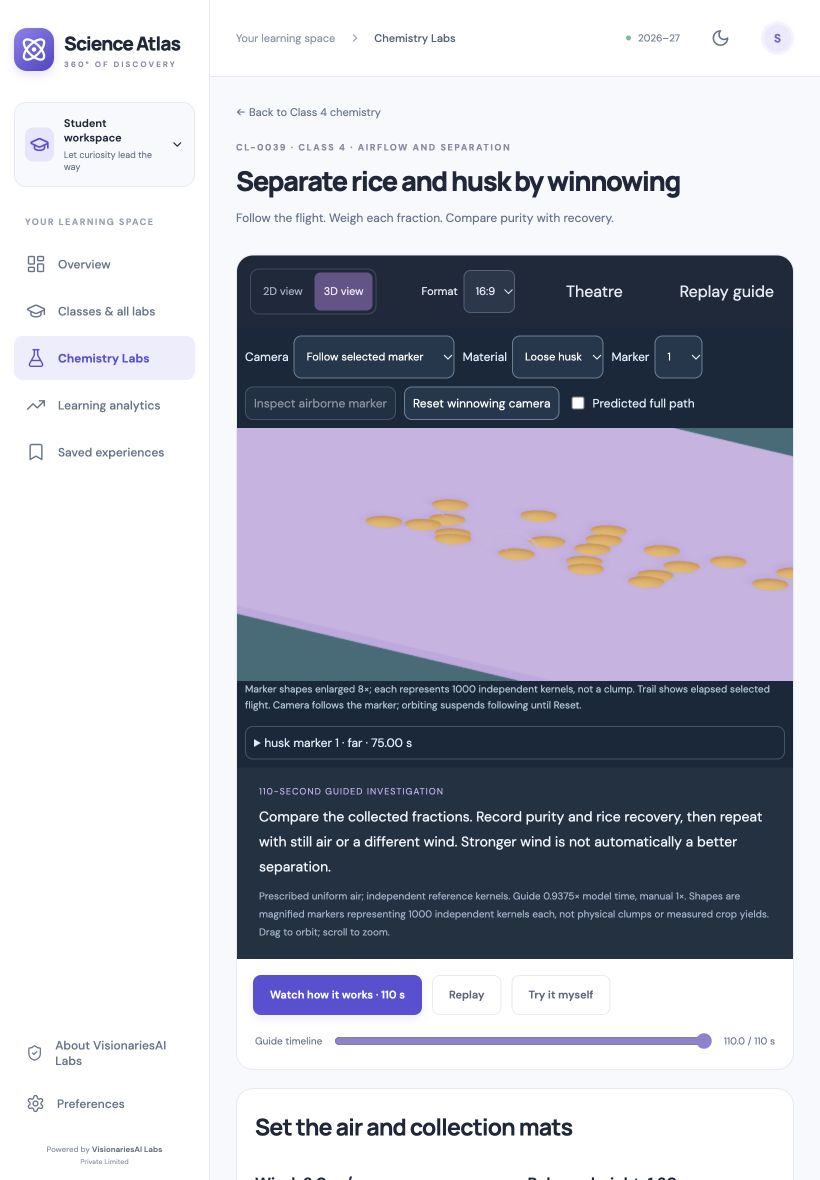 Science Atlas
360° OF DISCOVERY
Student
workspace
Let curiosity lead the
way
YOUR LEARNING SPACE
Overview
Classes & all labs
Chemistry Labs
Learning analytics
Saved experiences
About VisionariesAI
Labs
Preferences
Powered by VisionariesAI Labs
Private Limited
Your learning space > Chemistry Labs
2026–27
S
← Back to Class 4 chemistry
CL-0039 · CLASS 4 · AIRFLOW AND SEPARATION
Separate rice and husk by winnowing
Follow the flight. Weigh each fraction. Compare purity with recovery.
2D view 3D view Format 16:9 Theatre Replay guide
Camera Follow selected marker Material Loose husk Marker 1
Inspect airborne marker Reset winnowing camera Predicted full path
Marker shapes enlarged 8×; each represents 1000 independent kernels, not a clump. Trail shows elapsed selected
flight. Camera follows the marker; orbiting suspends following until Reset.
▶ husk marker 1 · far · 75.00 s
110-SECOND GUIDED INVESTIGATION
Compare the collected fractions. Record purity and rice recovery, then repeat
with still air or a different wind. Stronger wind is not automatically a better
separation.
Prescribed uniform air; independent reference kernels. Guide 0.9375× model time, manual 1×. Shapes are
magnified markers representing 1000 independent kernels each, not physical clumps or measured crop yields.
Drag to orbit; scroll to zoom.
Watch how it works · 110 s Replay Try it myself
Guide timeline 110.0 / 110 s
Set the air and collection mats